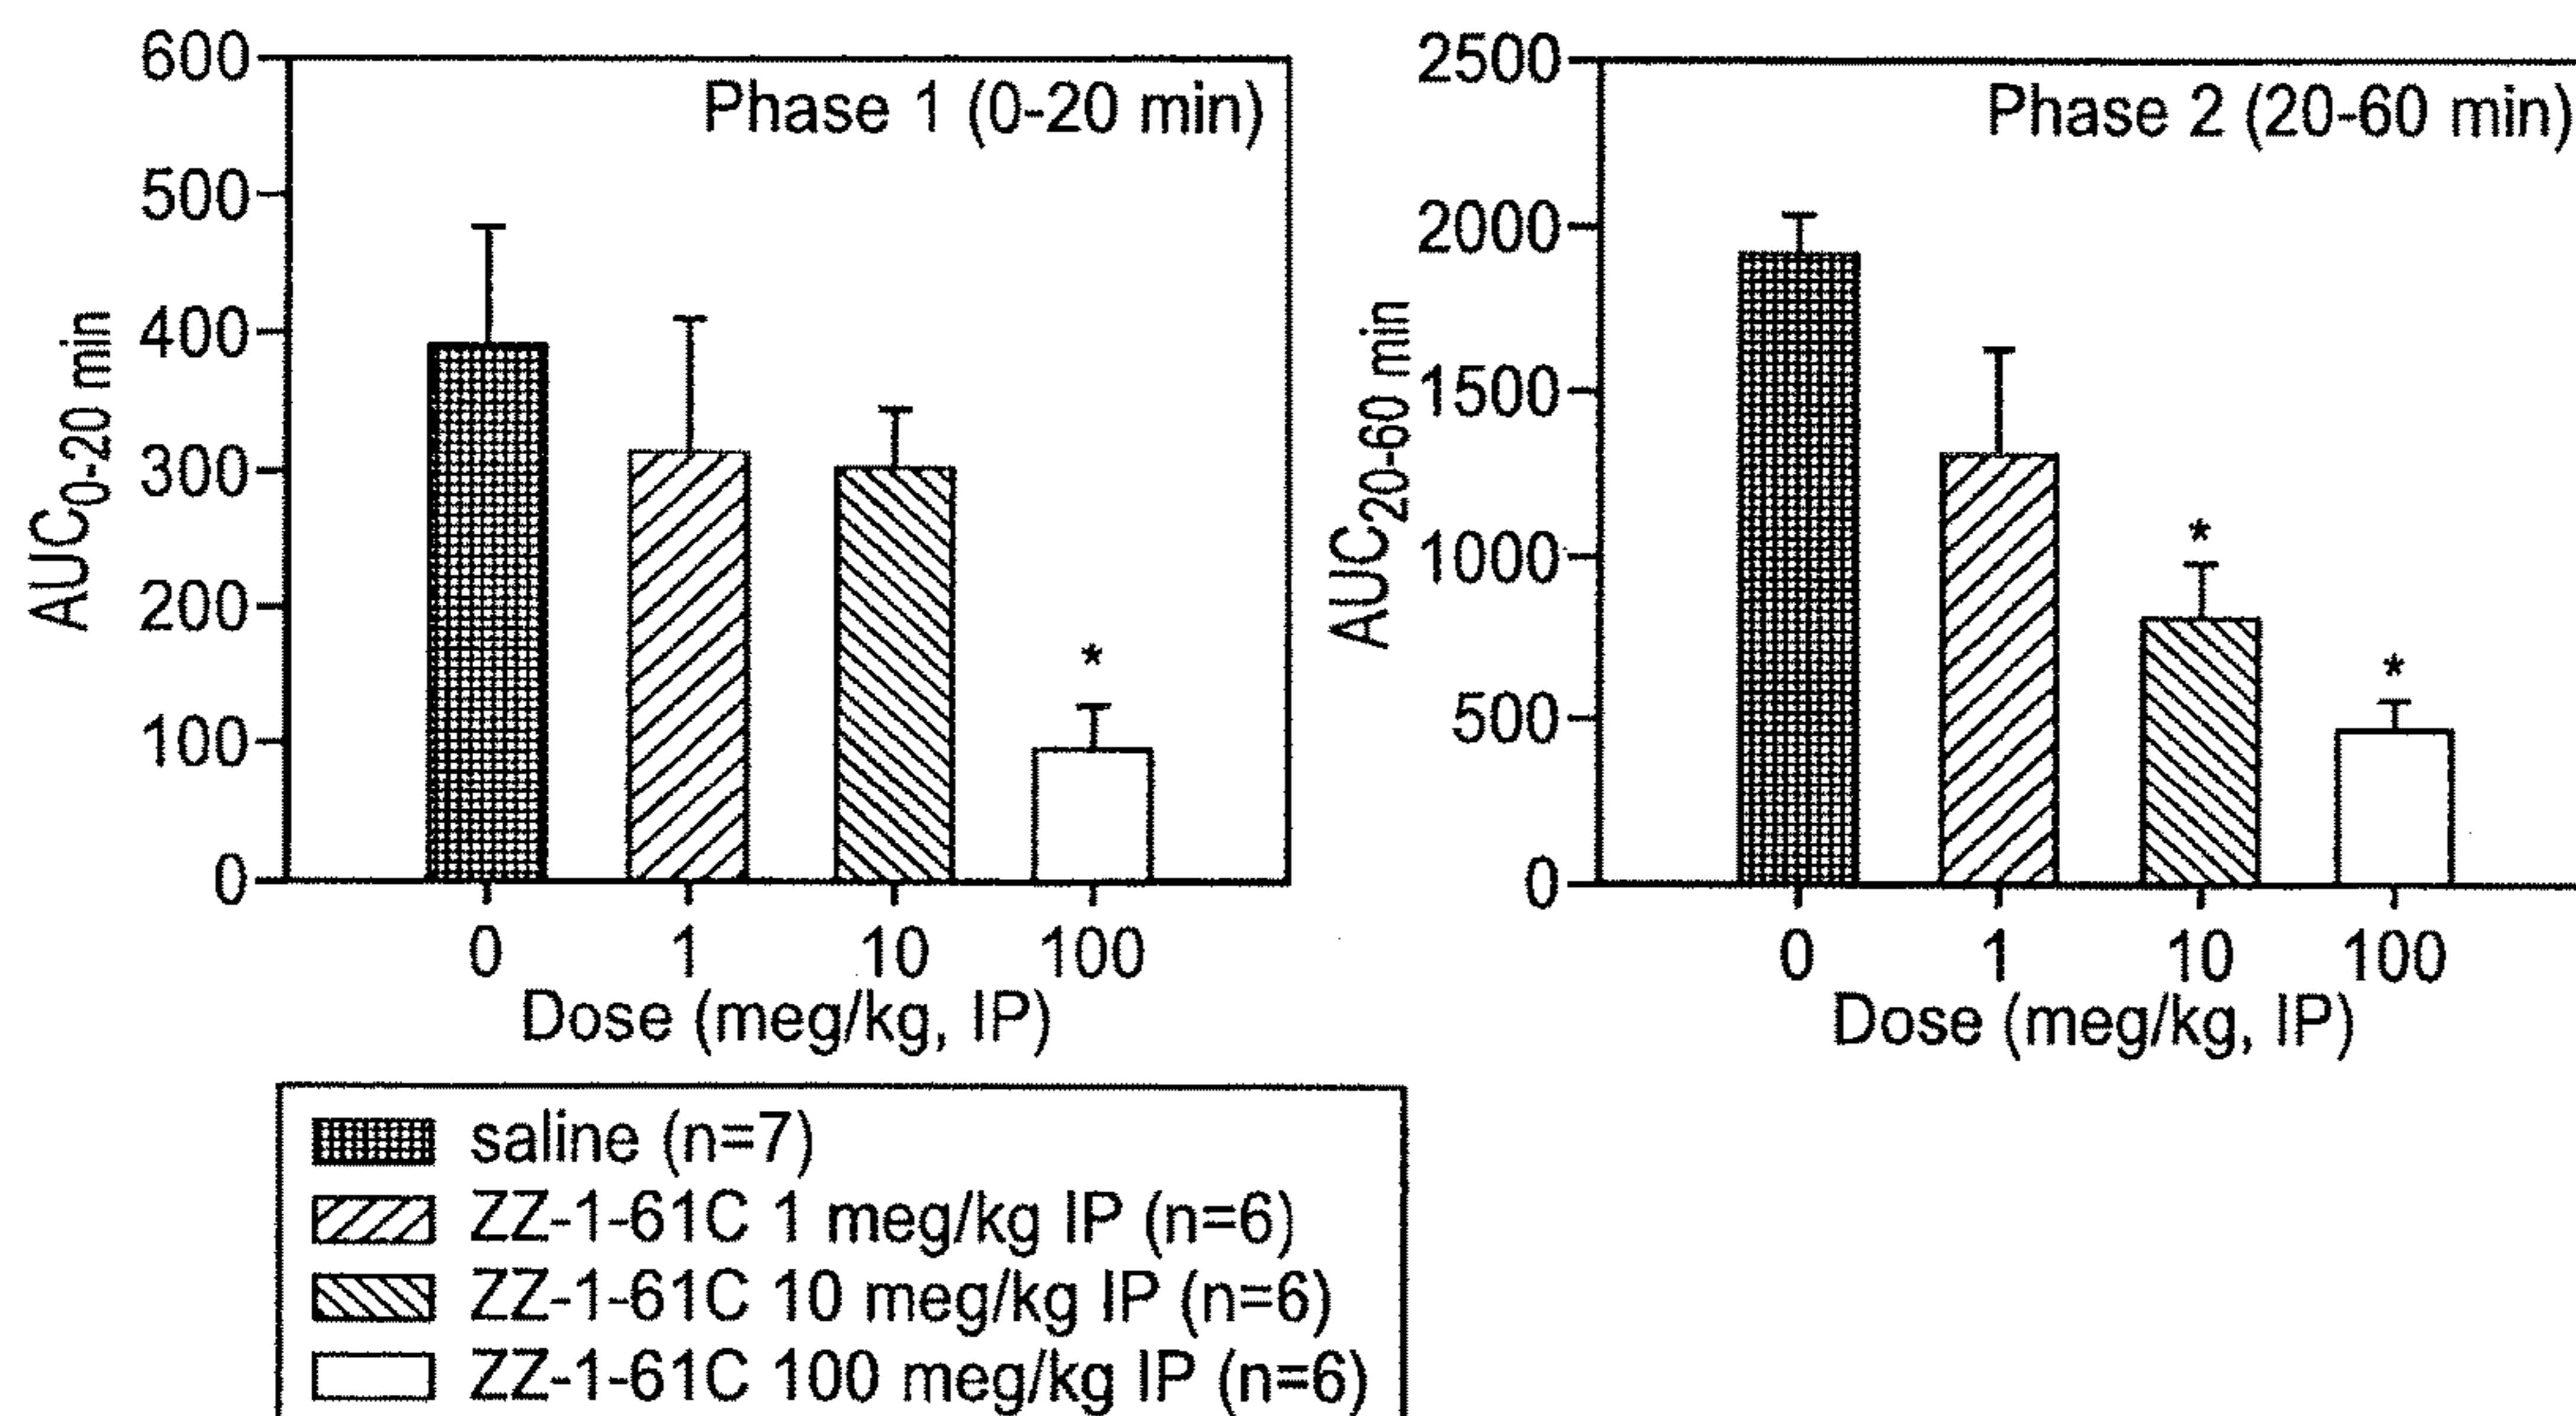 Phase 1 (0-20 min)
600
500
400
300
200
100
0
AUC0-20 min
0 1 10 100
Dose (meg/kg, IP)
*
Phase 2 (20-60 min)
2500
2000
1500
1000
500
0
AUC20-60 min
0 1 10 100
Dose (meg/kg, IP)
*
*
saline (n=7)
ZZ-1-61C 1 meg/kg IP (n=6)
ZZ-1-61C 10 meg/kg IP (n=6)
ZZ-1-61C 100 meg/kg IP (n=6)